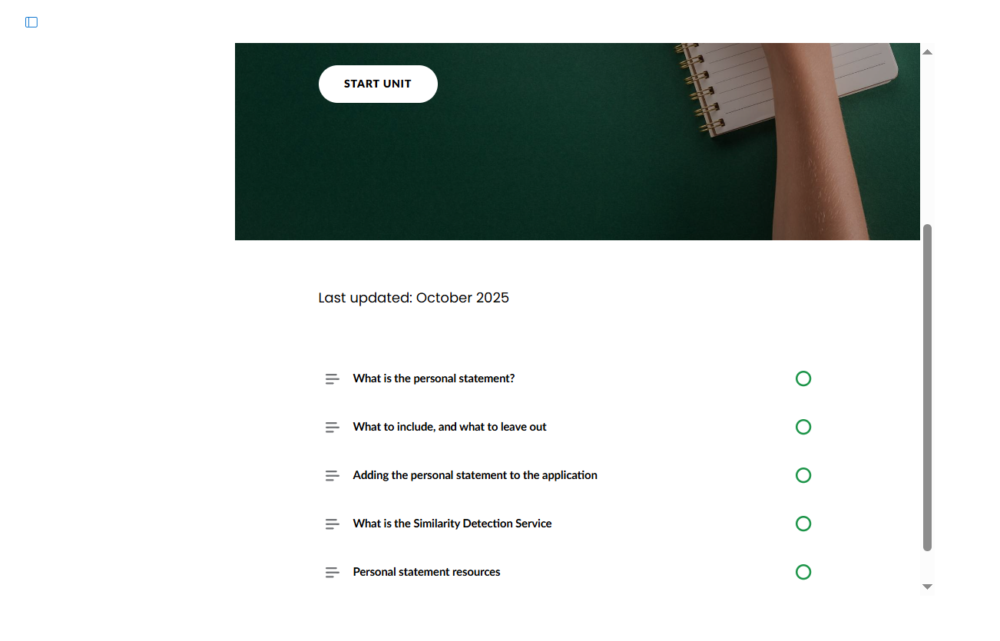 START UNIT
Last updated: October 2025
What is the personal statement?
What to include, and what to leave out
Adding the personal statement to the application
What is the Similarity Detection Service
Personal statement resources